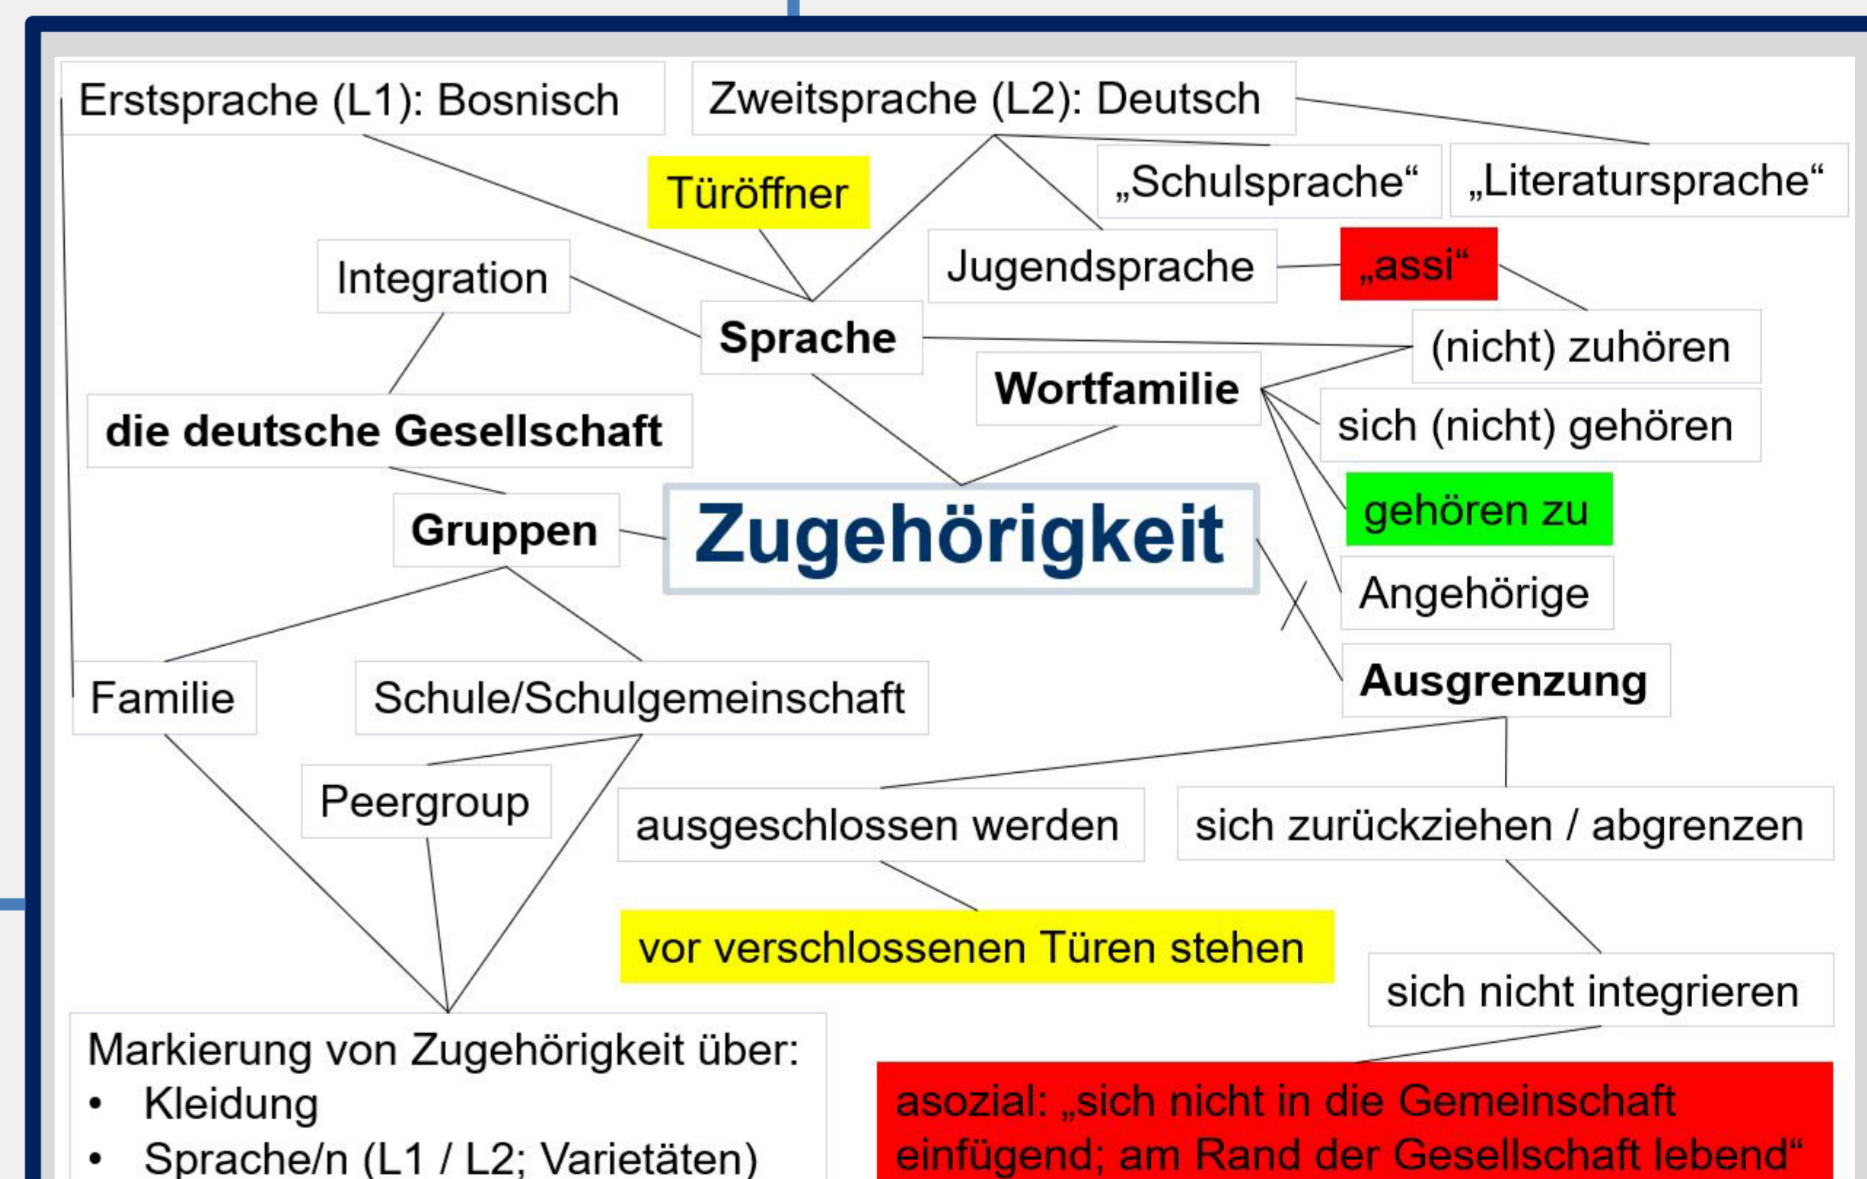 Erstsprache (L1): Bosnisch
Zweitsprache (L2): Deutsch
Türöffner
„Schulsprache“
„Literatursprache“
Integration
Jugendsprache
„assi“
Sprache
(nicht) zuhören
Wortfamilie
die deutsche Gesellschaft
sich (nicht) gehören
Gruppen
Zugehörigkeit
gehören zu
Angehörige
Familie
Schule/Schulgemeinschaft
Ausgrenzung
Peergroup
ausgeschlossen werden
sich zurückziehen / abgrenzen
vor verschlossenen Türen stehen
sich nicht integrieren
Markierung von Zugehörigkeit über:
• Kleidung
• Sprache/n (L1 / L2; Varietäten)
asozial: „sich nicht in die Gemeinschaft
einfügend; am Rand der Gesellschaft lebend“